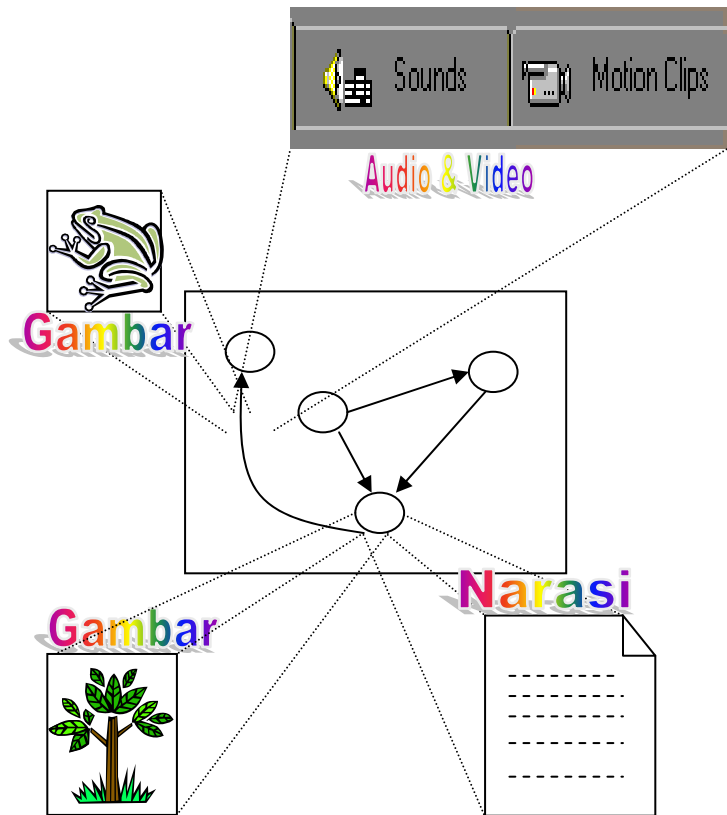 Sounds
Motion Clips
Audio & Video
Gambar
Gambar
Narasi